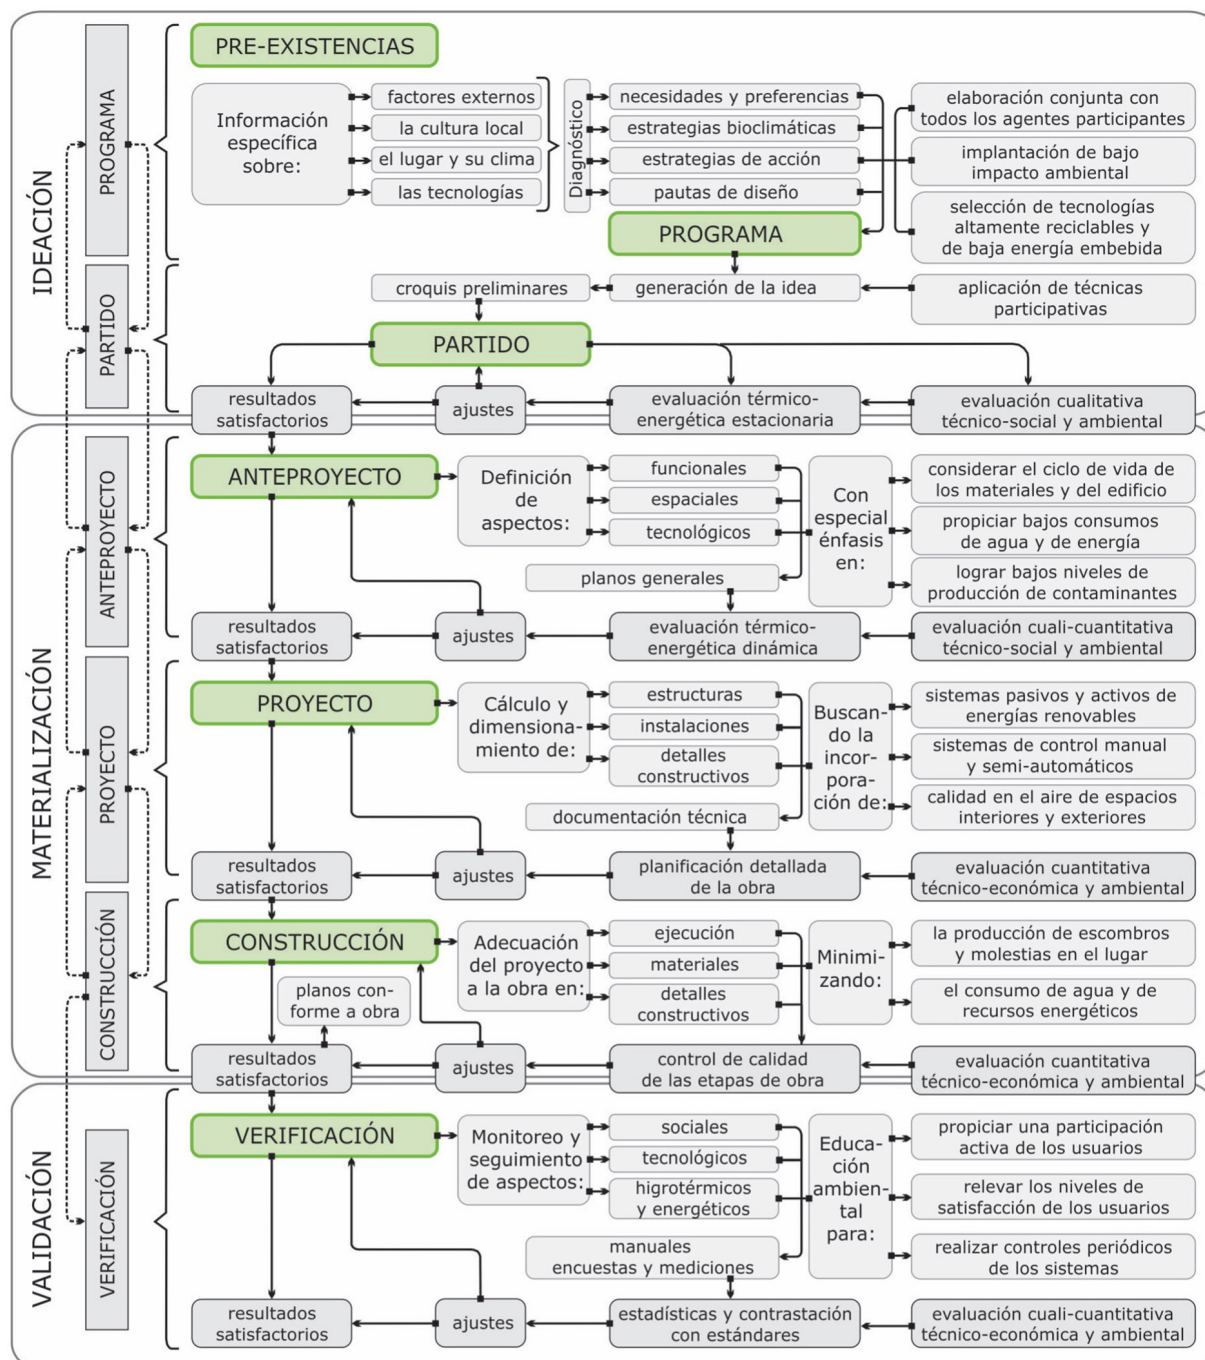 IDEACIÓN
PROGRAMA
PRE-EXISTENCIAS
Información
específica
sobre:
factores externos
la cultura local
el lugar y su clima
las tecnologías
Diagnóstico
necesidades y preferencias
estrategias bioclimáticas
estrategias de acción
pautas de diseño
elaboración conjunta con
todos los agentes participantes
implantación de bajo
impacto ambiental
selección de tecnologías
altamente reciclables y
de baja energía embebida
PROGRAMA
PARTIDO
croquis preliminares
generación de la idea
aplicación de técnicas
participativas
PARTIDO
resultados
satisfactorios
ajustes
evaluación térmico-
energética estacionaria
evaluación cualitativa
técnico-social y ambiental
MATERIALIZACIÓN
ANTEPROYECTO
ANTEPROYECTO
Definición
de
aspectos:
funcionales
espaciales
tecnológicos
planos generales
Con
especial
énfasis
en:
considerar el ciclo de vida de
los materiales y del edificio
propiciar bajos consumos
de agua y de energía
lograr bajos niveles de
producción de contaminantes
resultados
satisfactorios
ajustes
evaluación térmico-
energética dinámica
evaluación cuali-cuantitativa
técnico-social y ambiental
PROYECTO
PROYECTO
Cálculo y
dimensiona-
miento de:
estructuras
instalaciones
detalles
constructivos
documentación técnica
Buscan-
do la
incor-
pora-
ción de:
sistemas pasivos y activos de
energías renovables
sistemas de control manual
y semi-automáticos
calidad en el aire de espacios
interiores y exteriores
resultados
satisfactorios
ajustes
planificación detallada
de la obra
evaluación cuantitativa
técnico-económica y ambiental
CONSTRUCCIÓN
CONSTRUCCIÓN
planos con-
forme a obra
Adecuación
del proyecto
a la obra en:
ejecución
materiales
detalles
constructivos
Minimi-
zando:
la producción de escombros
y molestias en el lugar
el consumo de agua y de
recursos energéticos
resultados
satisfactorios
ajustes
control de calidad
de las etapas de obra
evaluación cuantitativa
técnico-económica y ambiental
VALIDACIÓN
VERIFICACIÓN
VERIFICACIÓN
Monitoreo y
seguimiento
de aspectos:
sociales
tecnológicos
higrotérmicos
y energéticos
manuales
encuestas y mediciones
Educa-
ción
ambien-
tal
para:
propiciar una participación
activa de los usuarios
relevar los niveles de
satisfacción de los usuarios
realizar controles periódicos
de los sistemas
resultados
satisfactorios
ajustes
estadísticas y contrastación
con estándares
evaluación cuali-cuantitativa
técnico-económica y ambiental